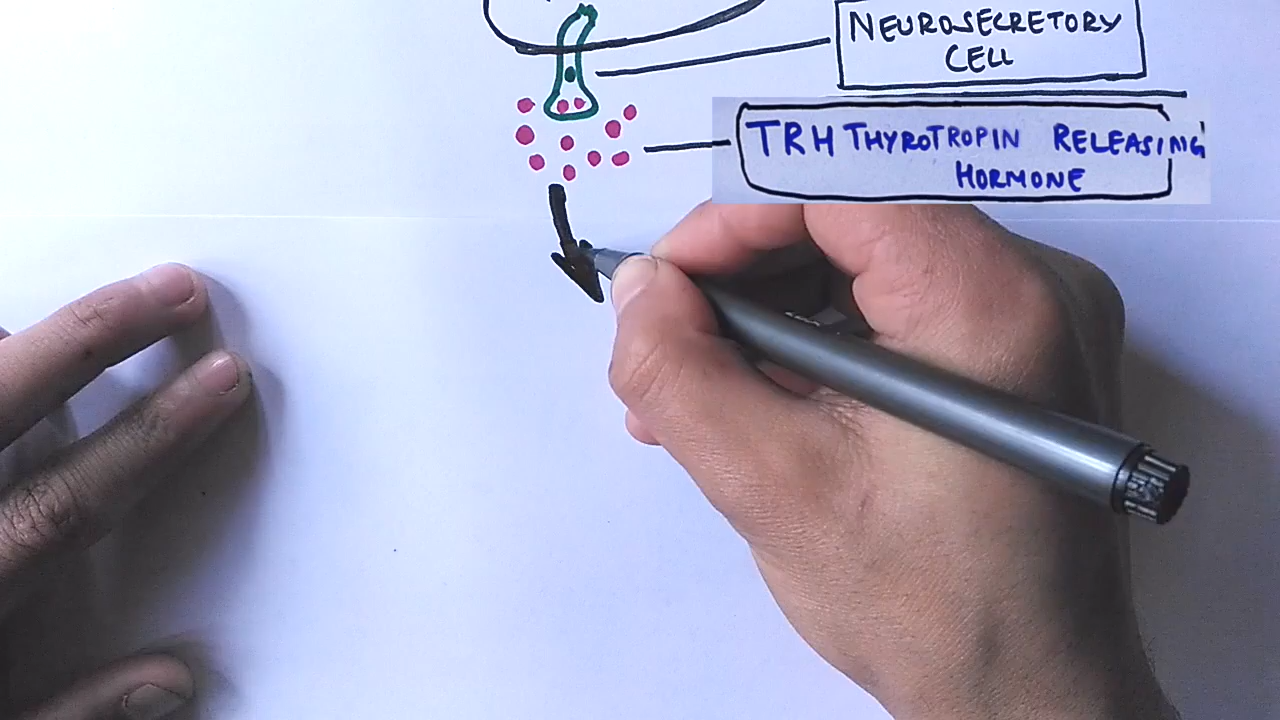 NEUROSECRETORY
CELL
TRH THYROTROPIN RELEASING
HORMONE